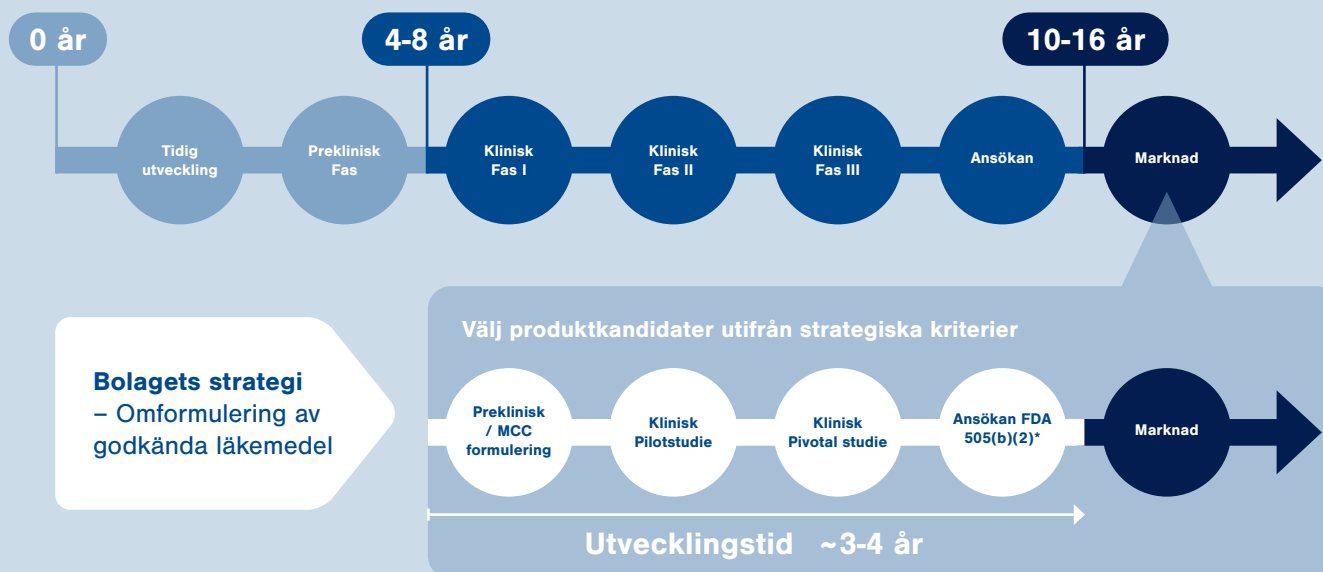 0 år
4-8 år
10-16 år
Tidig
utveckling
Preklinisk
Fas
Klinisk
Fas I
Klinisk
Fas II
Klinisk
Fas III
Ansökan
Marknad
Välj produktkandidater utifrån strategiska kriterier
Bolagets strategi
– Omformulering av
godkända läkemedel
Preklinisk
/ MCC
formulering
Klinisk
Pilotstudie
Klinisk
Pivotal studie
Ansökan FDA
505(b)(2)*
Marknad
Utvecklingstid ~3-4 år